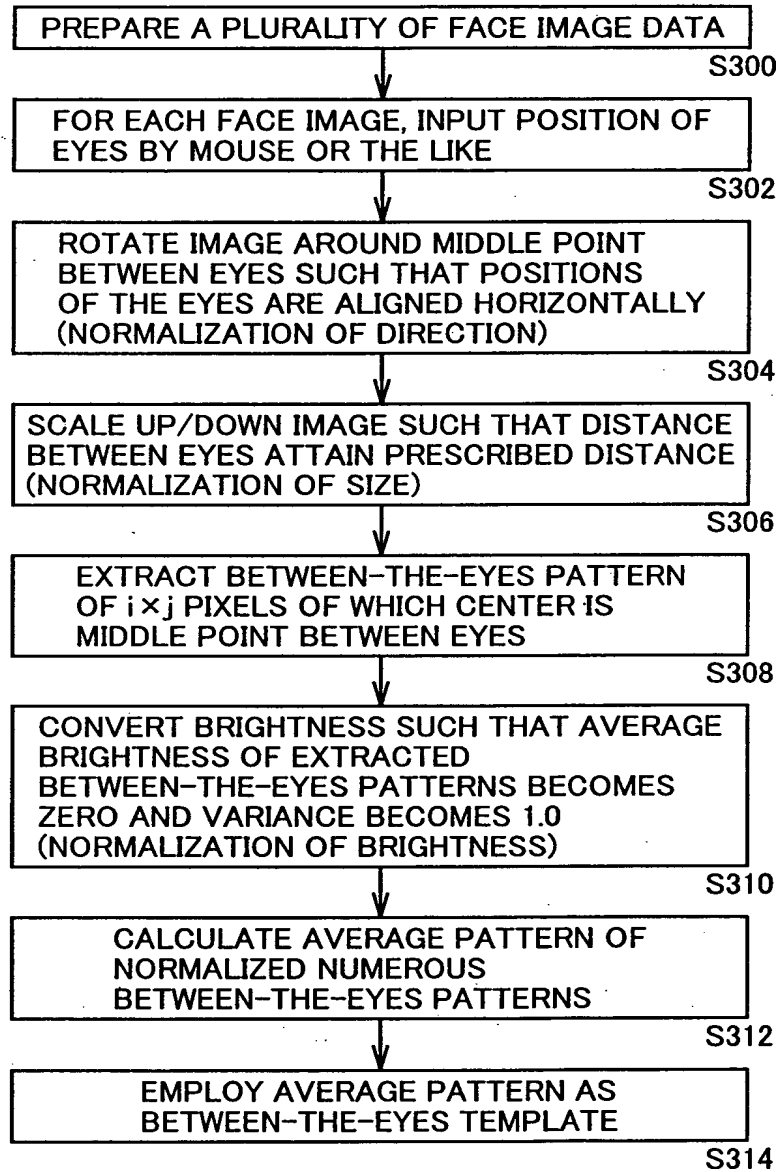 PREPARE A PLURALITY OF FACE IMAGE DATA
S300
FOR EACH FACE IMAGE, INPUT POSITION OF
EYES BY MOUSE OR THE LIKE
S302
ROTATE IMAGE AROUND MIDDLE POINT
BETWEEN EYES SUCH THAT POSITIONS
OF THE EYES ARE ALIGNED HORIZONTALLY
(NORMALIZATION OF DIRECTION)
S304
SCALE UP/DOWN IMAGE SUCH THAT DISTANCE
BETWEEN EYES ATTAIN PRESCRIBED DISTANCE
(NORMALIZATION OF SIZE)
S306
EXTRACT BETWEEN-THE-EYES PATTERN
OF i×j PIXELS OF WHICH CENTER IS
MIDDLE POINT BETWEEN EYES
S308
CONVERT BRIGHTNESS SUCH THAT AVERAGE
BRIGHTNESS OF EXTRACTED
BETWEEN-THE-EYES PATTERNS BECOMES
ZERO AND VARIANCE BECOMES 1.0
(NORMALIZATION OF BRIGHTNESS)
S310
CALCULATE AVERAGE PATTERN OF
NORMALIZED NUMEROUS
BETWEEN-THE-EYES PATTERNS
S312
EMPLOY AVERAGE PATTERN AS
BETWEEN-THE-EYES TEMPLATE
S314